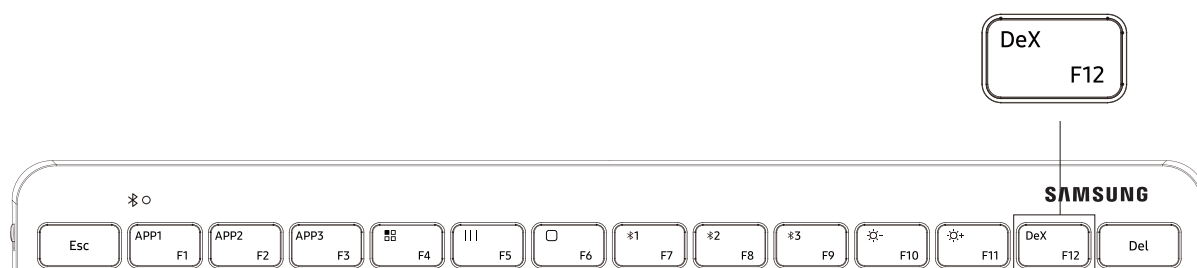 DeX
F12
SAMSUNG
Esc
APP1
F1
APP2
F2
APP3
F3
F4
F5
F6
1
F7
2
F8
3
F9
-
F10
+
F11
DeX
F12
Del